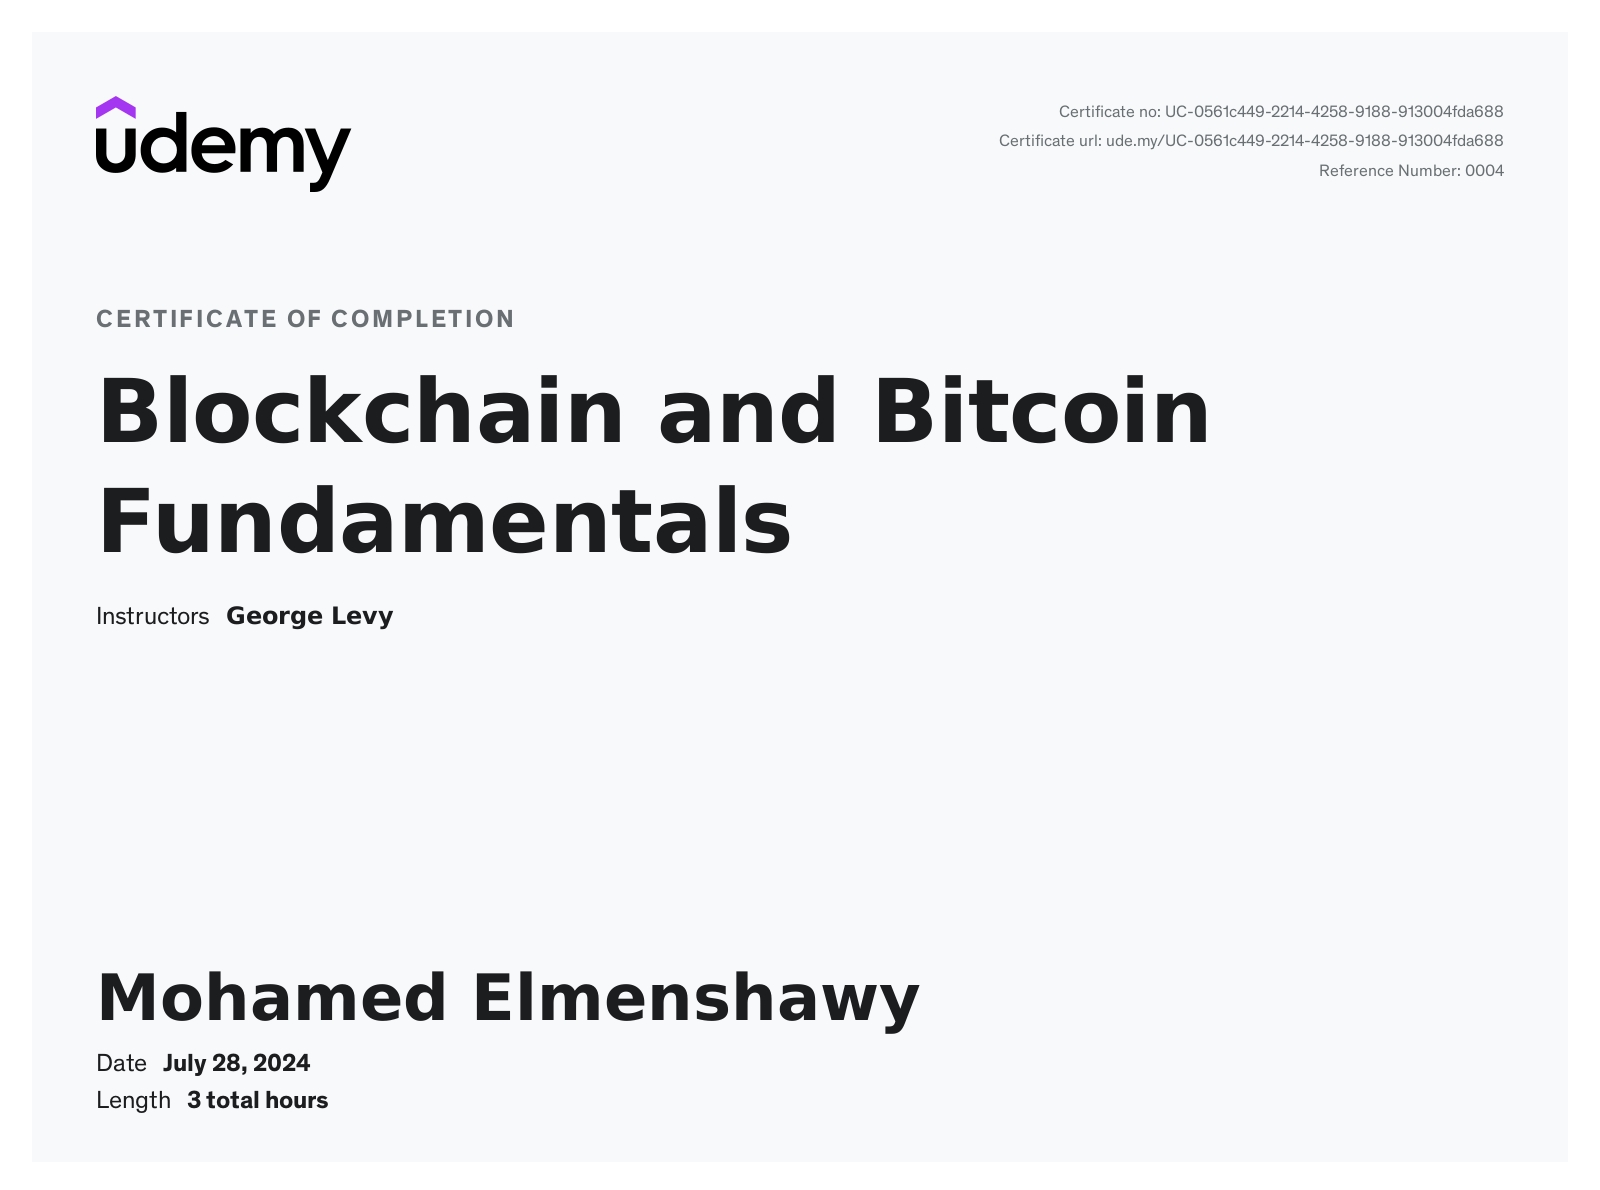 udemy
Certificate no: UC-0561c449-2214-4258-9188-913004fda688
Certificate url: ude.my/UC-0561c449-2214-4258-9188-913004fda688
Reference Number: 0004
CERTIFICATE OF COMPLETION
Blockchain and Bitcoin
Fundamentals
Instructors George Levy
Mohamed Elmenshawy
Date July 28, 2024
Length 3 total hours